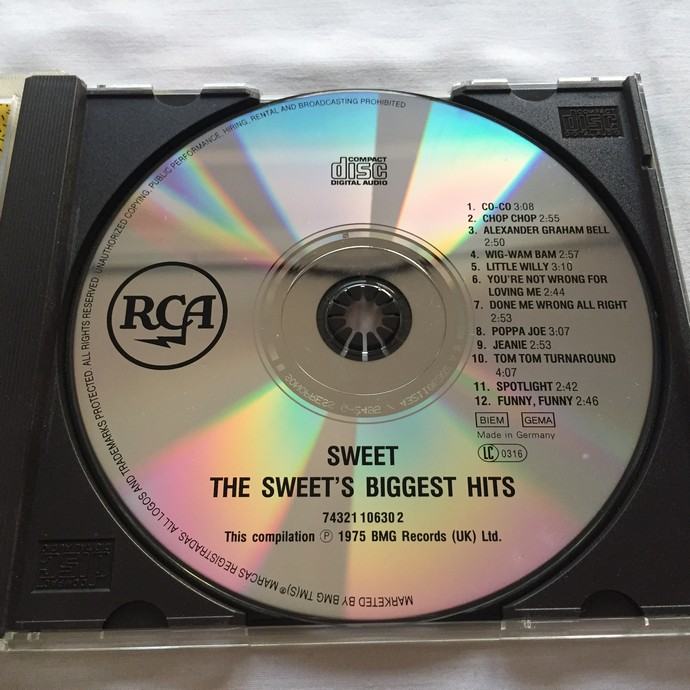 UNAUTHORIZED COPYING, PUBLIC PERFORMANCE, HIRING, RENTAL AND BROADCASTING PROHIBITED
COMPACT
disc
DIGITAL AUDIO
COMPACT
disc
1. CO-CO 3:08
2. CHOP CHOP 2:55
3. ALEXANDER GRAHAM BELL
2:50
4. WIG-WAM BAM 2:57
5. LITTLE WILLY 3:10
6. YOU'RE NOT WRONG FOR
LOVING ME 2:44
7. DONE ME WRONG ALL RIGHT
2:53
8. POPPA JOE 3:07
9. JEANIE 2:53
10. TOM TOM TURNAROUND
4:07
11. SPOTLIGHT 2:42
12. FUNNY, FUNNY 2:46
BIEM GEMA
Made in Germany
LC 0316
RCA
SWEET
THE SWEET'S BIGGEST HITS
74321 10630 2
This compilation Ⓟ 1975 BMG Records (UK) Ltd.
MARKETED BY BMG TM(S)® MARCAS REGISTRADAS ALL LOGOS AND TRADEMARKS PROTECTED. ALL RIGHTS RESERVED.